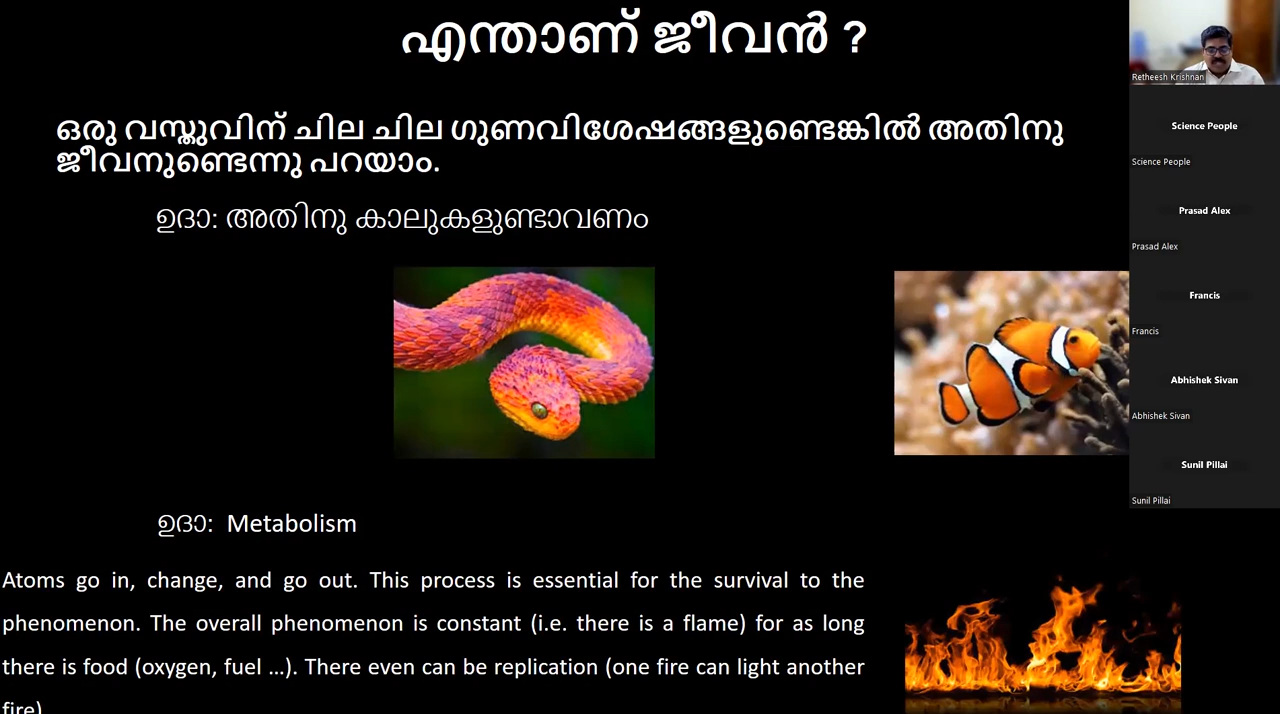 എന്താണ് ജീവൻ ?
ഒരു വസ്തുവിന് ചില ചില ഗുണവിശേഷങ്ങളുണ്ടെങ്കിൽ അതിനു
ജീവനുണ്ടെന്നു പറയാം.
ഉദാ: അതിനു കാലുകളുണ്ടാവണം
ഉദാ: Metabolism
Atoms go in, change, and go out. This process is essential for the survival to the
phenomenon. The overall phenomenon is constant (i.e. there is a flame) for as long
there is food (oxygen, fuel ...). There even can be replication (one fire can light another
fire)
Retheesh Krishnan
Science People
Science People
Prasad Alex
Prasad Alex
Francis
Francis
Abhishek Sivan
Abhishek Sivan
Sunil Pillai
Sunil Pillai